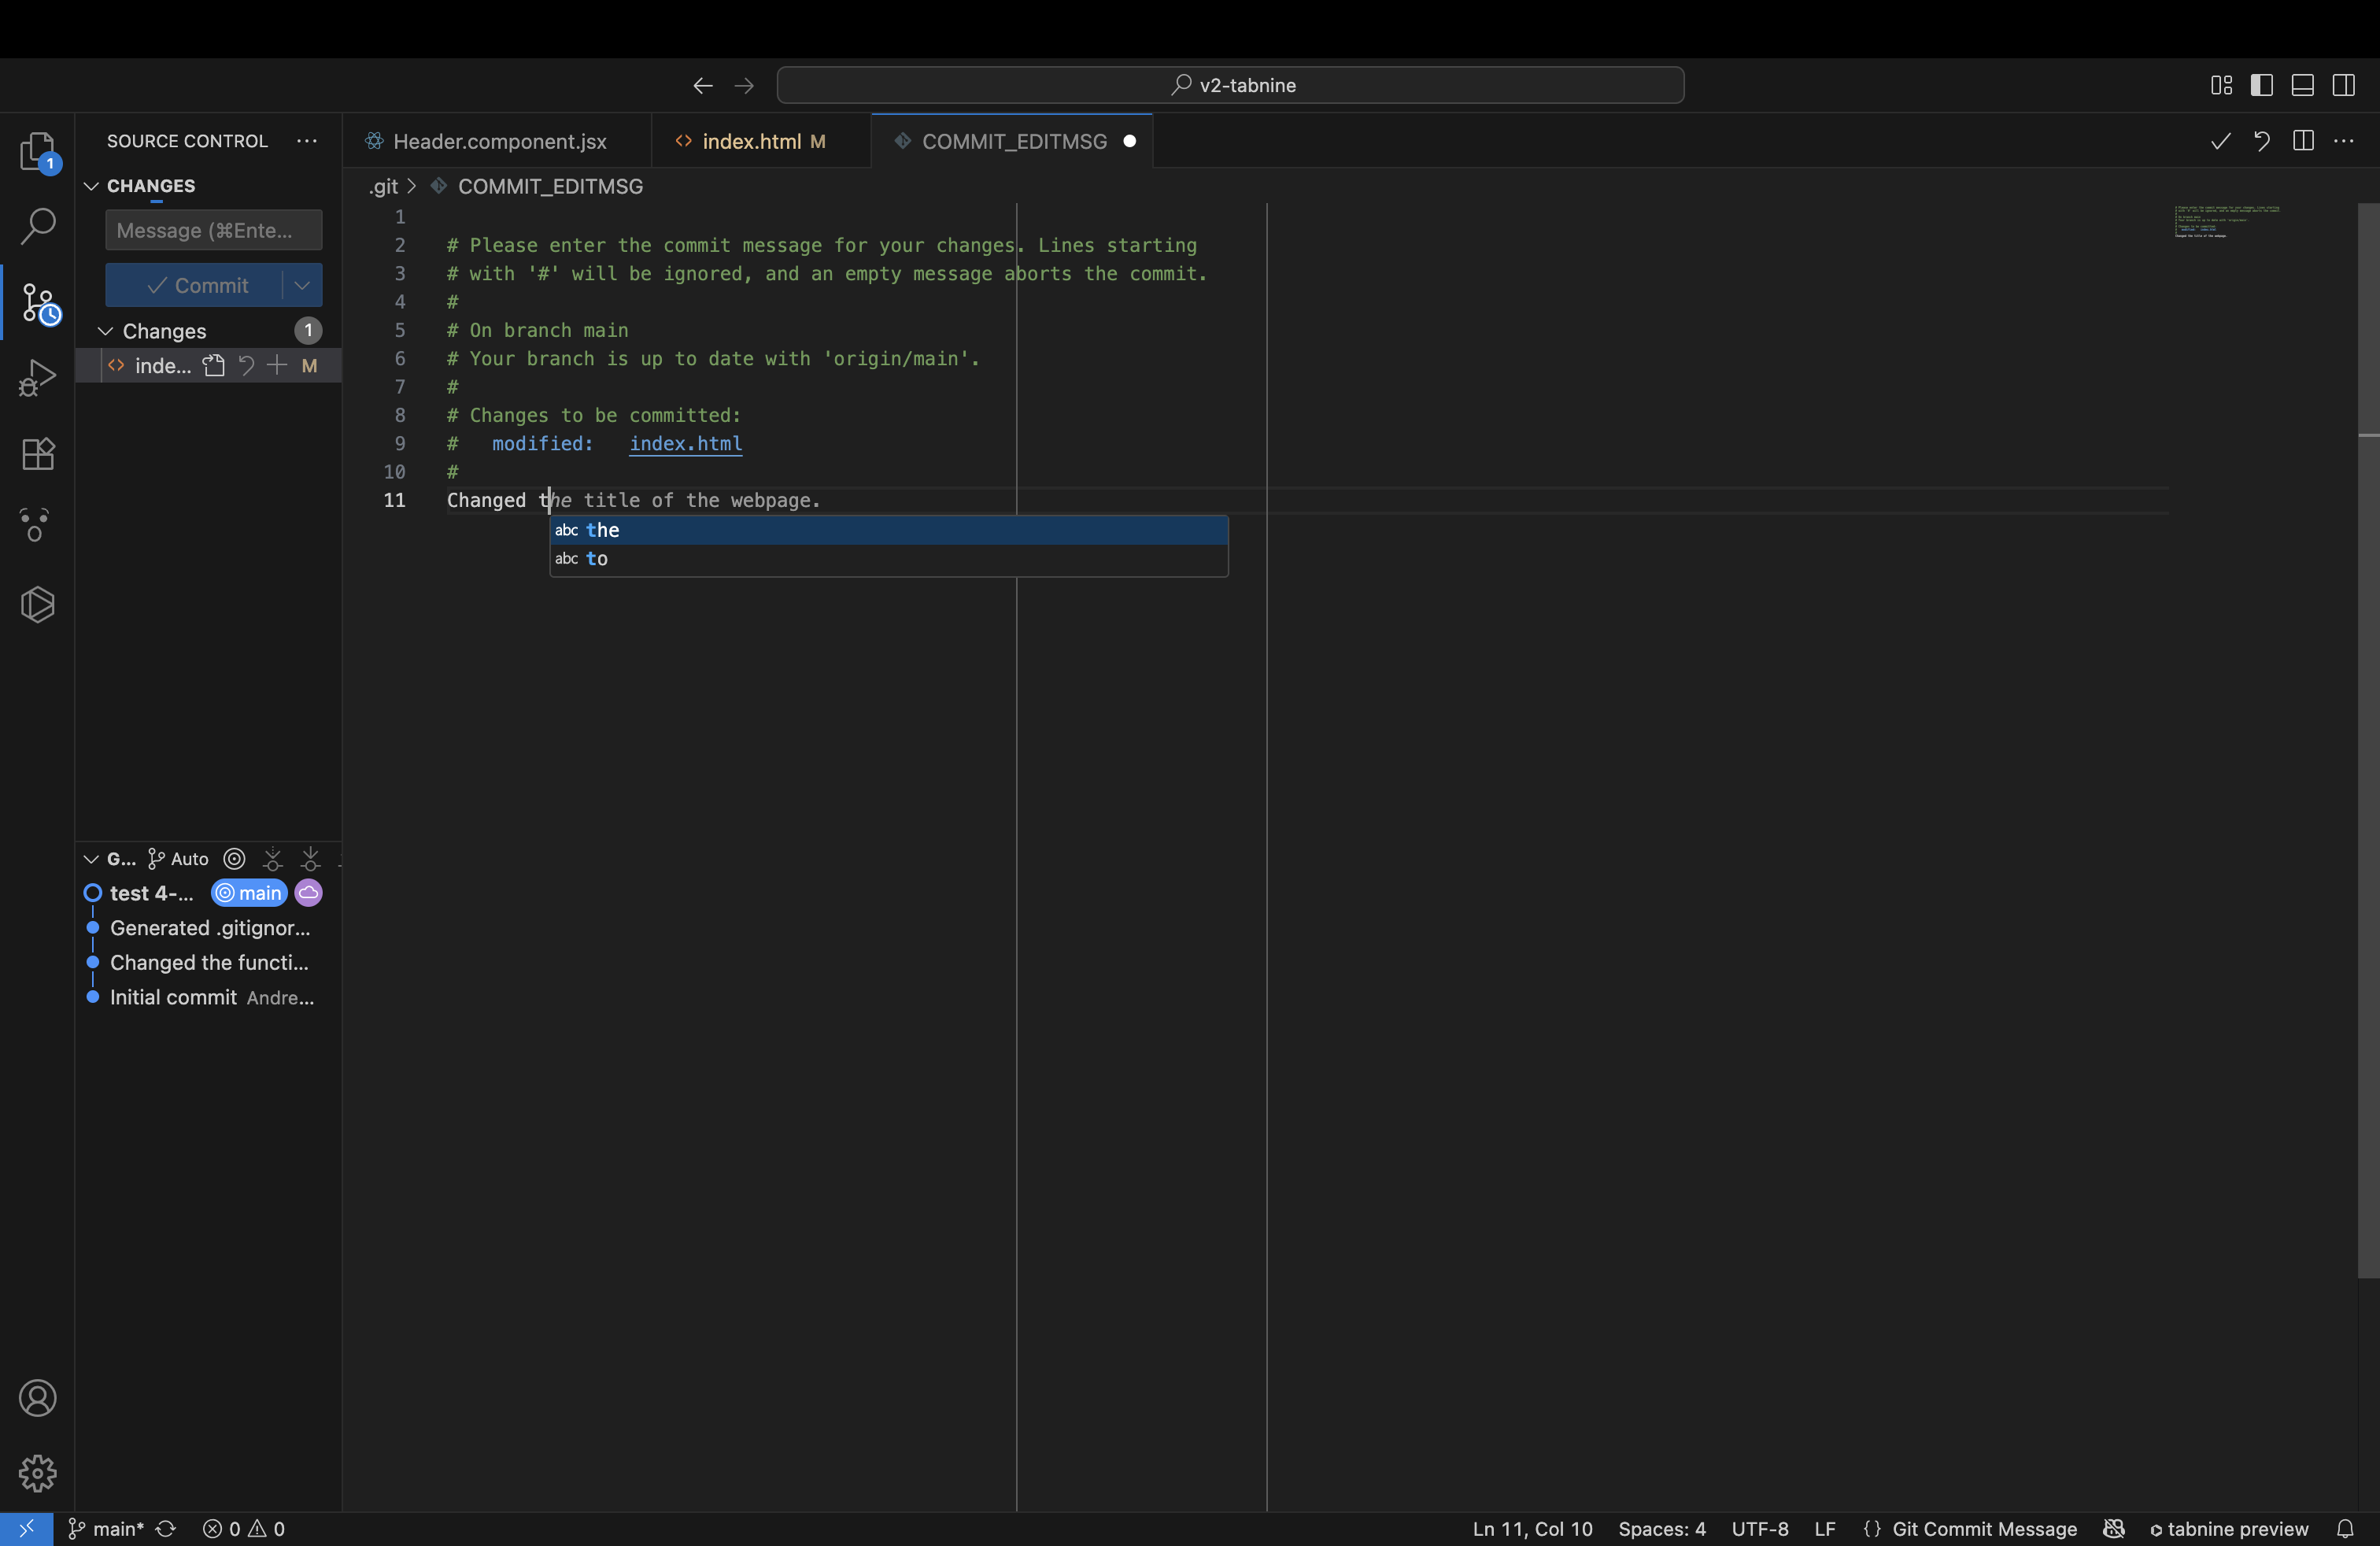 v2-tabnine
1
SOURCE CONTROL
Header.component.jsx
index.html M
COMMIT_EDITMSG
CHANGES
.git
COMMIT_EDITMSG
Message (⌘Ente...
Commit
Changes 1
inde... M
1
2 # Please enter the commit message for your changes. Lines starting
3 # with '#' will be ignored, and an empty message aborts the commit.
4 #
5 # On branch main
6 # Your branch is up to date with 'origin/main'.
7 #
8 # Changes to be committed:
9 # modified: index.html
10 #
11 Changed the title of the webpage.
abc the
abc to
G... Auto
test 4-... main
Generated .gitignor...
Changed the functi...
Initial commit Andre...
main* 0 0
Ln 11, Col 10 Spaces: 4 UTF-8 LF {} Git Commit Message tabnine preview